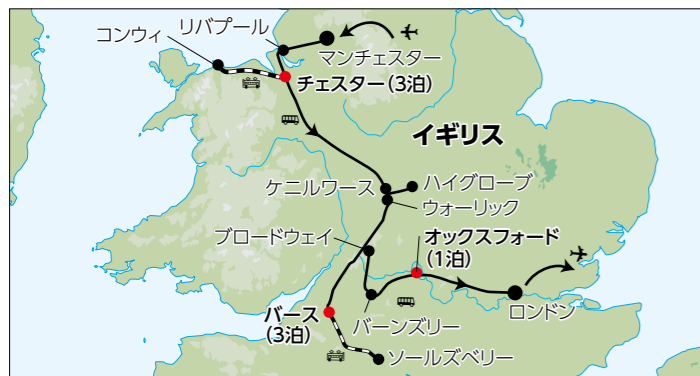 リバプール
コンウィ
マンチェスター
チェスター(3泊)
イギリス
ケニルワース
ハイグローブ
ウォーリック
ブロードウェイ
オックスフォード
(1泊)
バース
(3泊)
バーンズリー
ロンドン
ソールズベリー